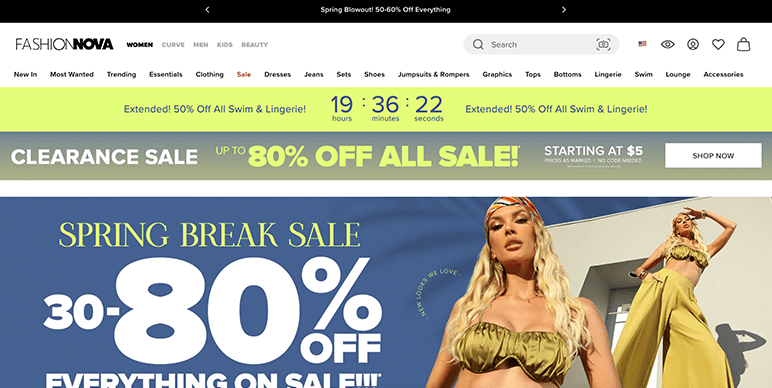 Spring Blowout! 50-60% Off Everything
FASHIONNOVA WOMEN CURVE MEN KIDS BEAUTY Search
New In Most Wanted Trending Essentials Clothing Sale Dresses Jeans Sets Shoes Jumpsuits & Rompers Graphics Tops Bottoms Lingerie Swim Lounge Accessories
Extended! 50% Off All Swim & Lingerie! 19 : 36 : 22 Extended! 50% Off All Swim & Lingerie!
hours minutes seconds
CLEARANCE SALE UP TO 80% OFF ALL SALE!* STARTING AT $5 SHOP NOW
PRICES AS MARKED | NO CODE NEEDED
SPRING BREAK SALE
30-80% OFF
EVERYTHING ON SALE!!!*
NEW LOOKS WE LOVE